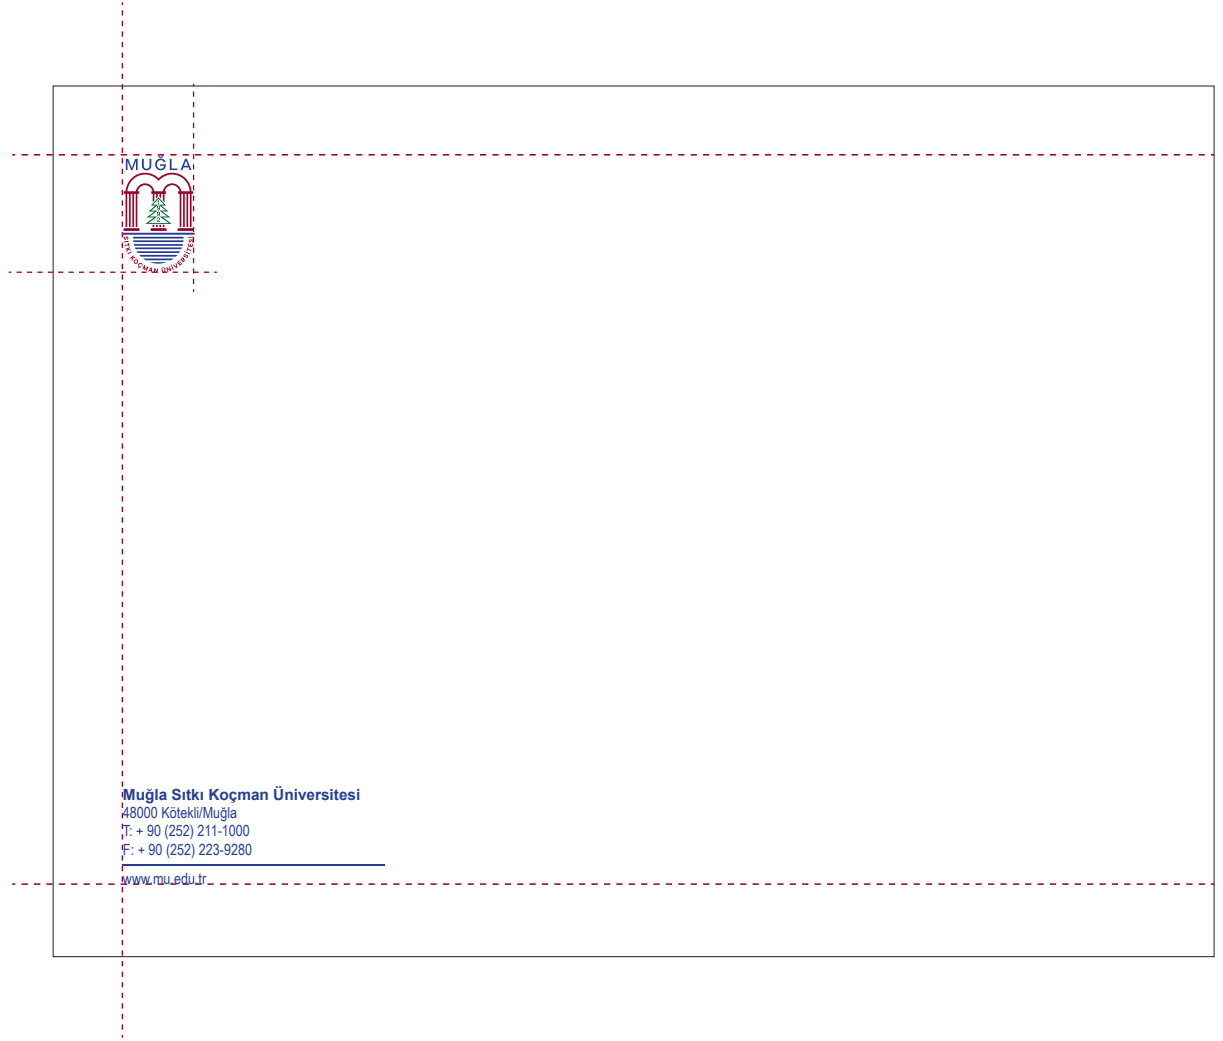 MUĞLA
1992
SITKI KOÇMAN ÜNİVERSİTESİ
Muğla Sıtkı Koçman Üniversitesi
48000 Kötekli/Muğla
T: + 90 (252) 211-1000
F: + 90 (252) 223-9280
www.mu.edu.tr